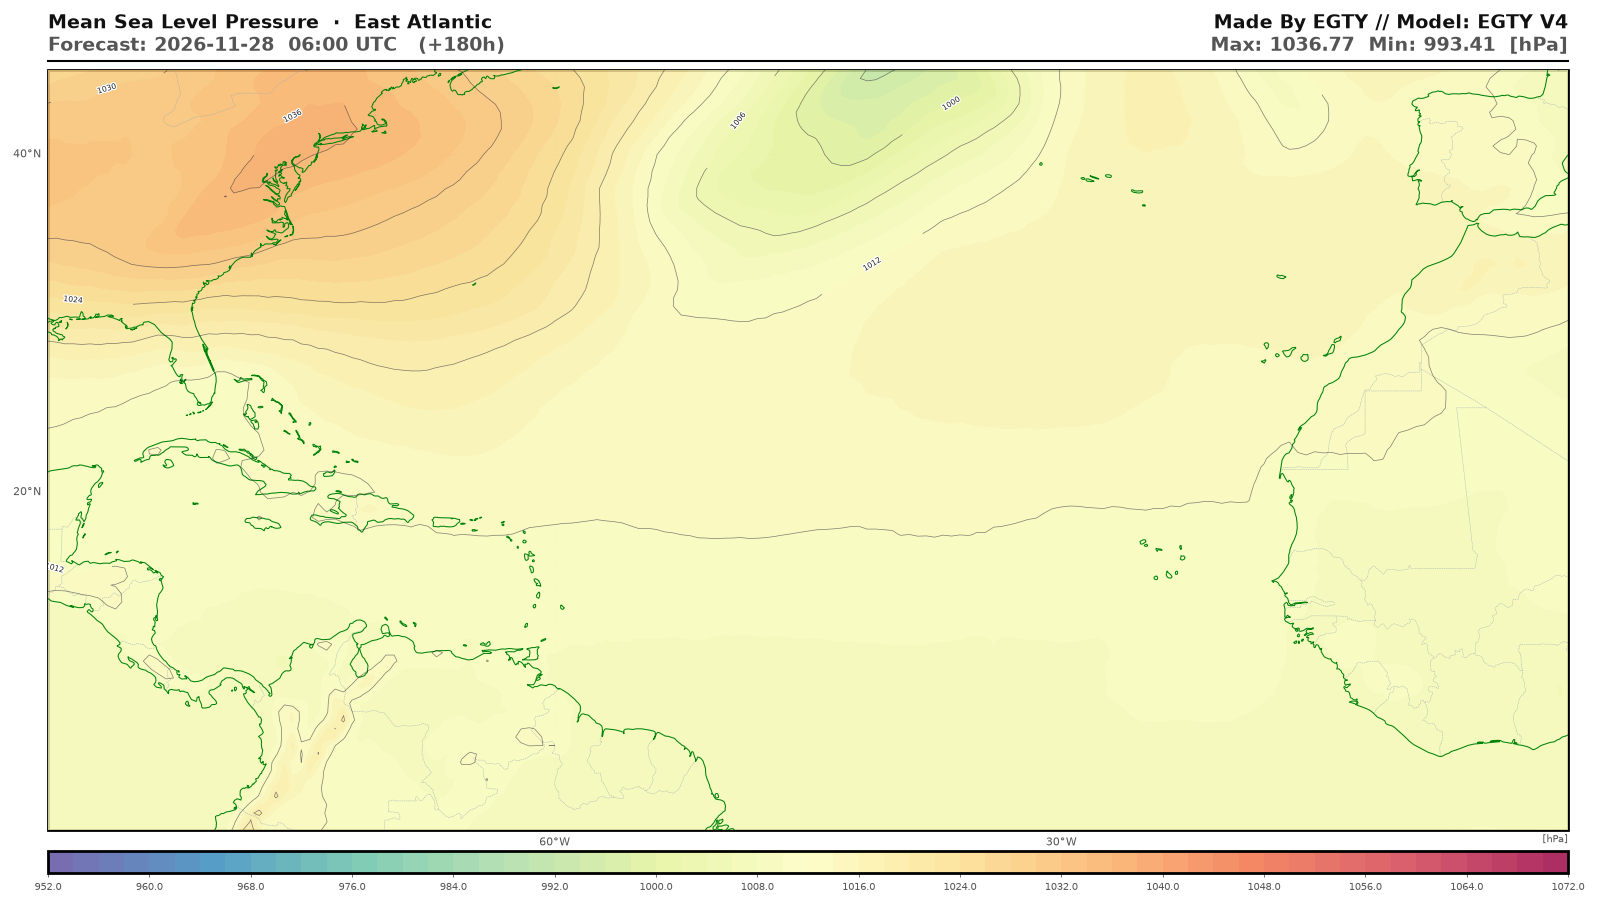 Mean Sea Level Pressure · East Atlantic
Made By EGTY // Model: EGTY V4
Forecast: 2026-11-28 06:00 UTC (+180h)
Max: 1036.77 Min: 993.41 [hPa]
1030
1036
1006
1000
40°N
1012
1024
20°N
012
60°W
30°W
[hPa]
952.0 960.0 968.0 976.0 984.0 992.0 1000.0 1008.0 1016.0 1024.0 1032.0 1040.0 1048.0 1056.0 1064.0 1072.0